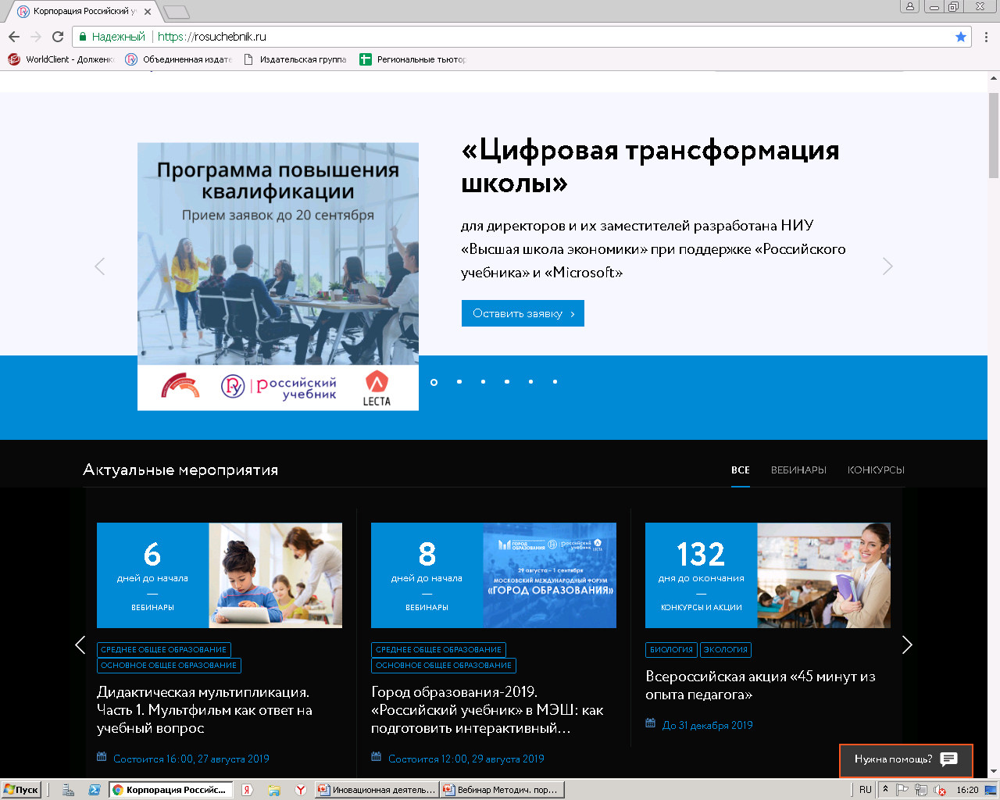 Корпорация Российский у
Надежный
https://rosuchebnik.ru
WorldClient - Долженко
Объединенная издате
Издательская группа
Региональные тьютор
Программа повышения
квалификации
Прием заявок до 20 сентября
Российский
учебник
LECTA
«Цифровая трансформация
школы»
для директоров и их заместителей разработана НИУ
«Высшая школа экономики» при поддержке «Российского
учебника» и «Microsoft»
Оставить заявку
Актуальные мероприятия
ВСЕ
ВЕБИНАРЫ
КОНКУРСЫ
6
дней до начала
ВЕБИНАРЫ
СРЕДНЕЕ ОБЩЕЕ ОБРАЗОВАНИЕ
ОСНОВНОЕ ОБЩЕЕ ОБРАЗОВАНИЕ
Дидактическая мультипликация.
Часть 1. Мультфильм как ответ на
учебный вопрос
Состоится 16:00, 27 августа 2019
8
дней до начала
ВЕБИНАРЫ
ГОРОД
ОБРАЗОВАНИЯ
российский
учебник
LECTA
29 августа – 1 сентября
МОСКОВСКИЙ МЕЖДУНАРОДНЫЙ ФОРУМ
«ГОРОД ОБРАЗОВАНИЯ»
СРЕДНЕЕ ОБЩЕЕ ОБРАЗОВАНИЕ
ОСНОВНОЕ ОБЩЕЕ ОБРАЗОВАНИЕ
Город образования-2019.
«Российский учебник» в МЭШ: как
подготовить интерактивный...
Состоится 12:00, 29 августа 2019
132
дня до окончания
КОНКУРСЫ И АКЦИИ
БИОЛОГИЯ
ЭКОЛОГИЯ
Всероссийская акция «45 минут из
опыта педагога»
До 31 декабря 2019
Нужна помощь?
Пуск
Корпорация Российс...
Иновационная деятель...
Вебинар Методич. пор...
RU
16:20